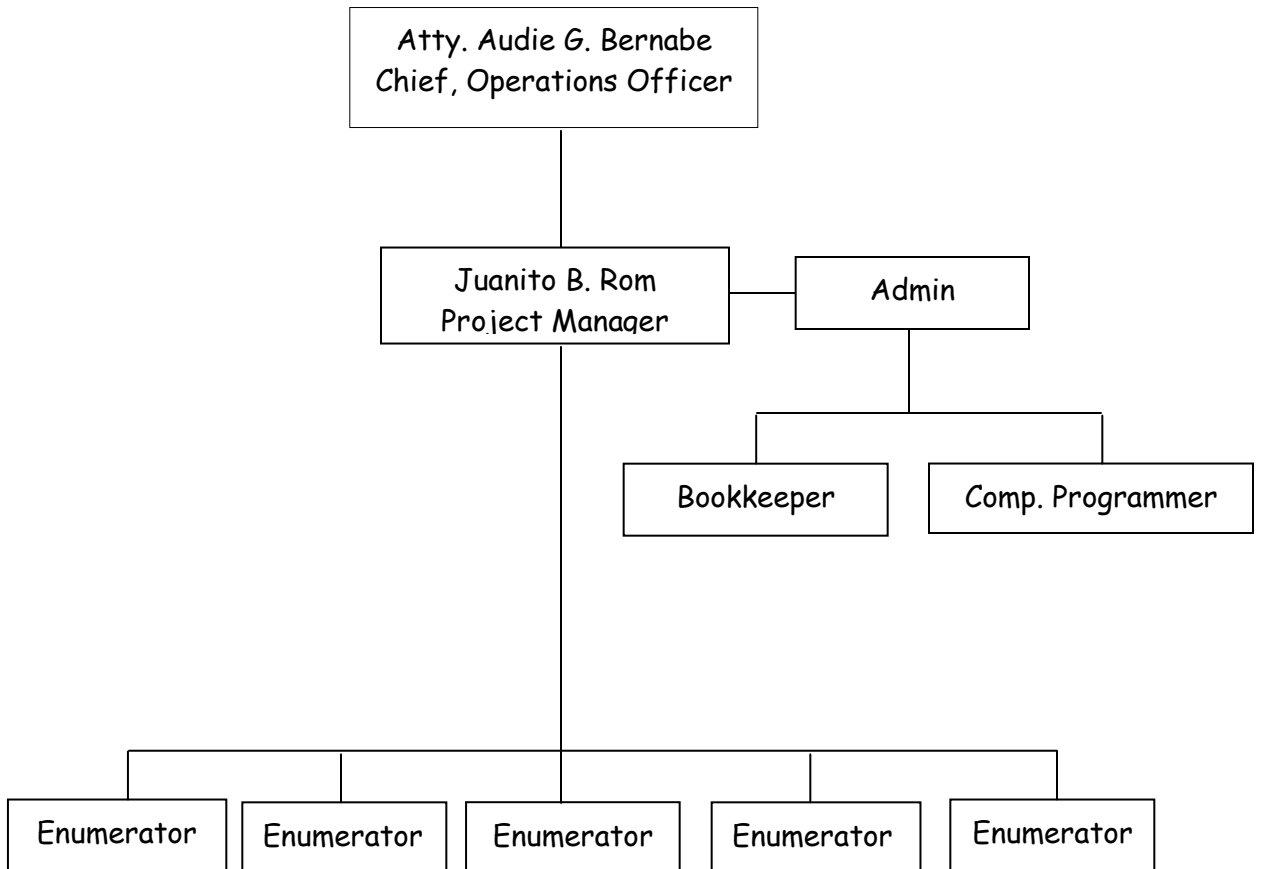 Atty. Audie G. Bernabe
Chief, Operations Officer
Juanito B. Rom
Project Manager
Admin
Bookkeeper
Comp. Programmer
Enumerator
Enumerator
Enumerator
Enumerator
Enumerator